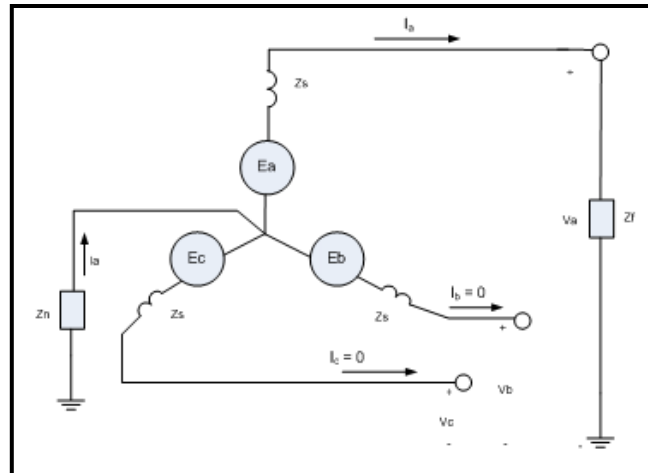 Ia
Zs
+
Ea
Va
Zf
Ec
Eb
Ia
Zn
Zs
Zs
Ib = 0
+
Ic = 0
+
Vb
Vc
- - -